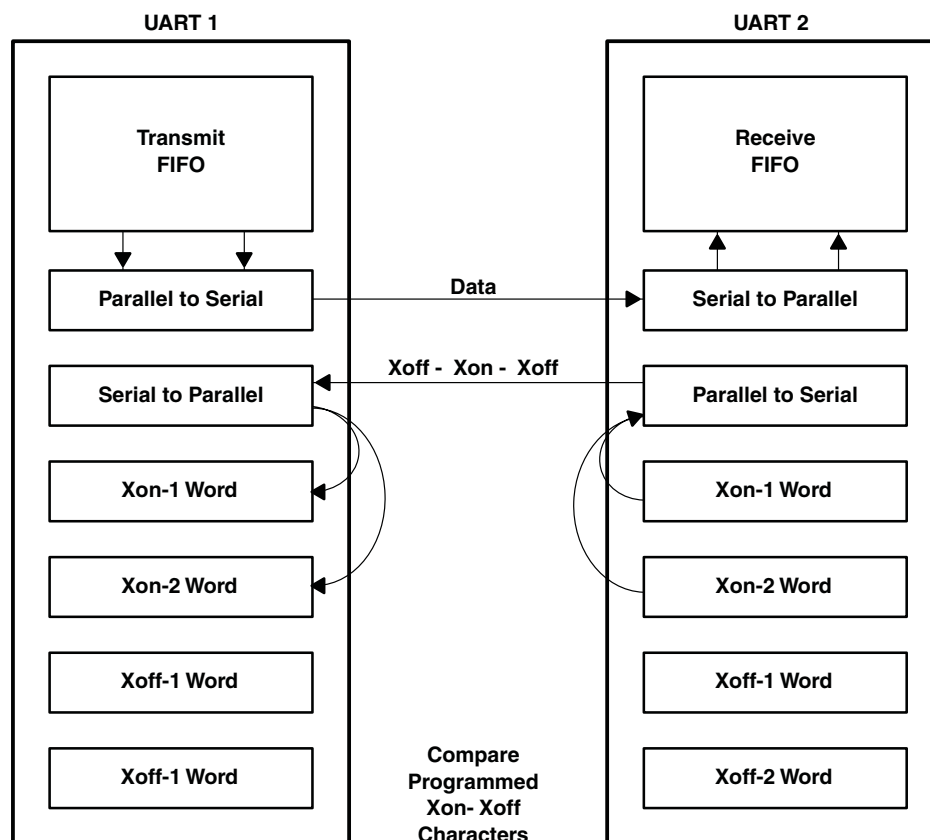 UART 1
UART 2
Transmit
FIFO
Receive
FIFO
Parallel to Serial
Data
Serial to Parallel
Serial to Parallel
Xoff - Xon - Xoff
Parallel to Serial
Xon-1 Word
Xon-1 Word
Xon-2 Word
Xon-2 Word
Xoff-1 Word
Xoff-1 Word
Xoff-1 Word
Xoff-2 Word
Compare
Programmed
Xon- Xoff
Characters